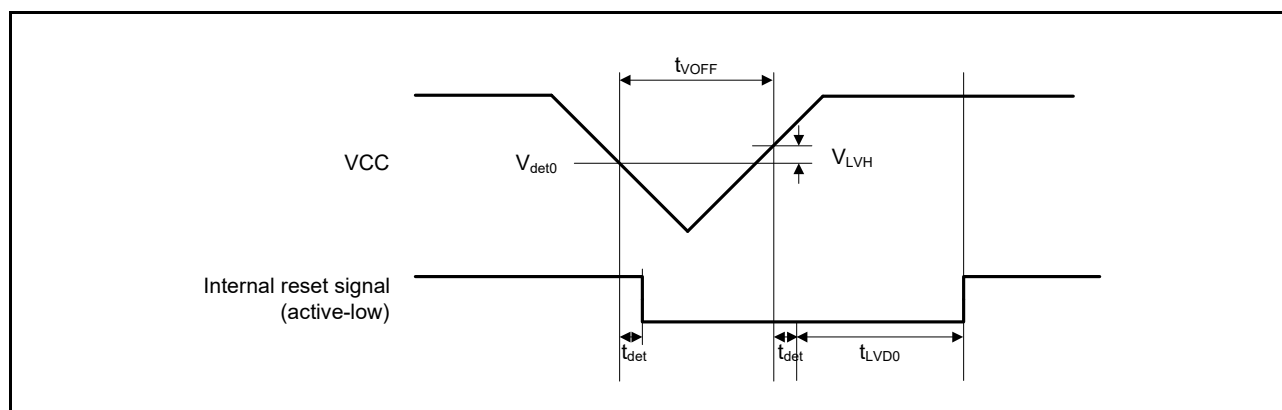 tVOFF
VCC
Vdet0
VLVH
Internal reset signal
(active-low)
tdet
tdet
tLVD0